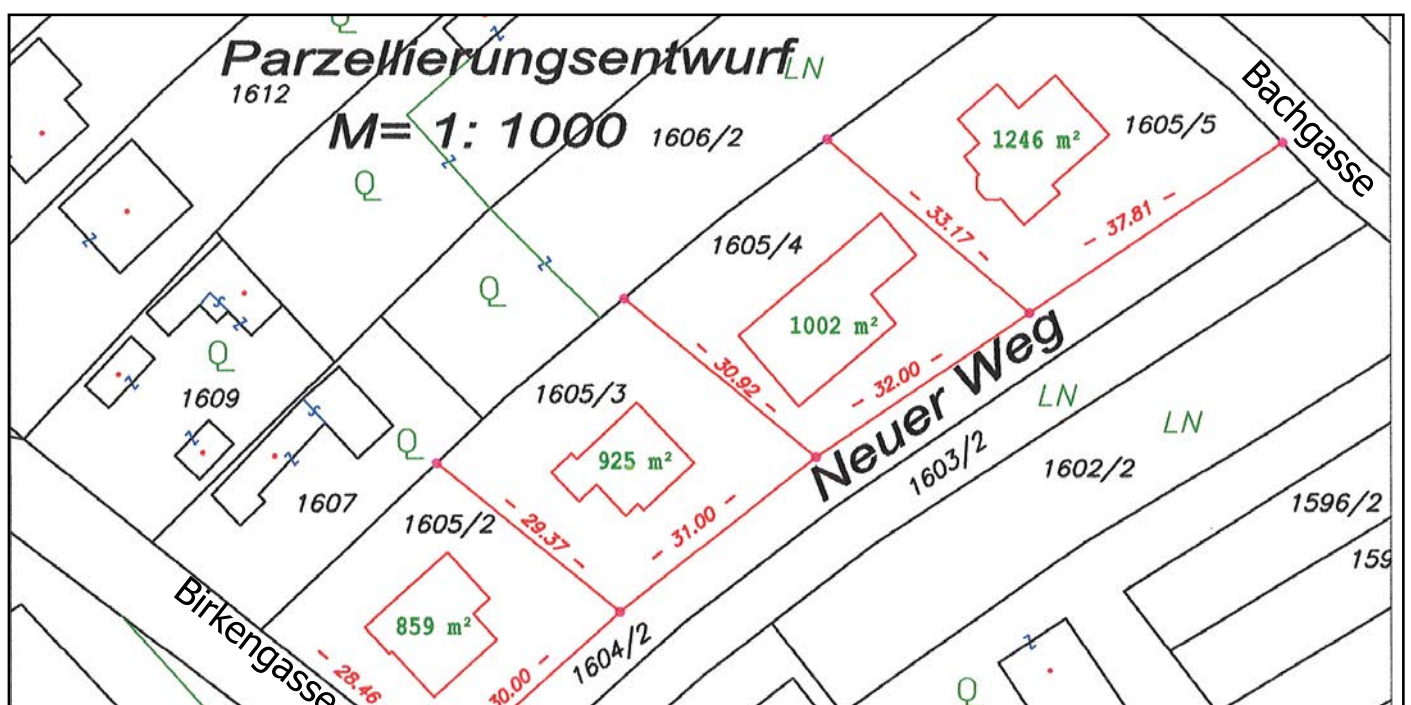 Q
Z
Parzellierungsentwurf
LN
1612
M= 1: 1000
1606/2
Bachgasse
1246 m²
1605/5
Z
Q
Z
- 33.17 -
- 37.81 -
1605/4
Z
Q
S
Z
1002 m²
Q
Z
- 30.92 -
- 32.00 -
Neuer Weg
1609
1605/3
S
LN
LN
Z
Z
Q
925 m²
1603/2
1602/2
1607
1605/2
- 29.37 -
- 31.00 -
1596/2
159
Birkengasse
859 m²
1604/2
Z
- 28.46
30.00 -
Q